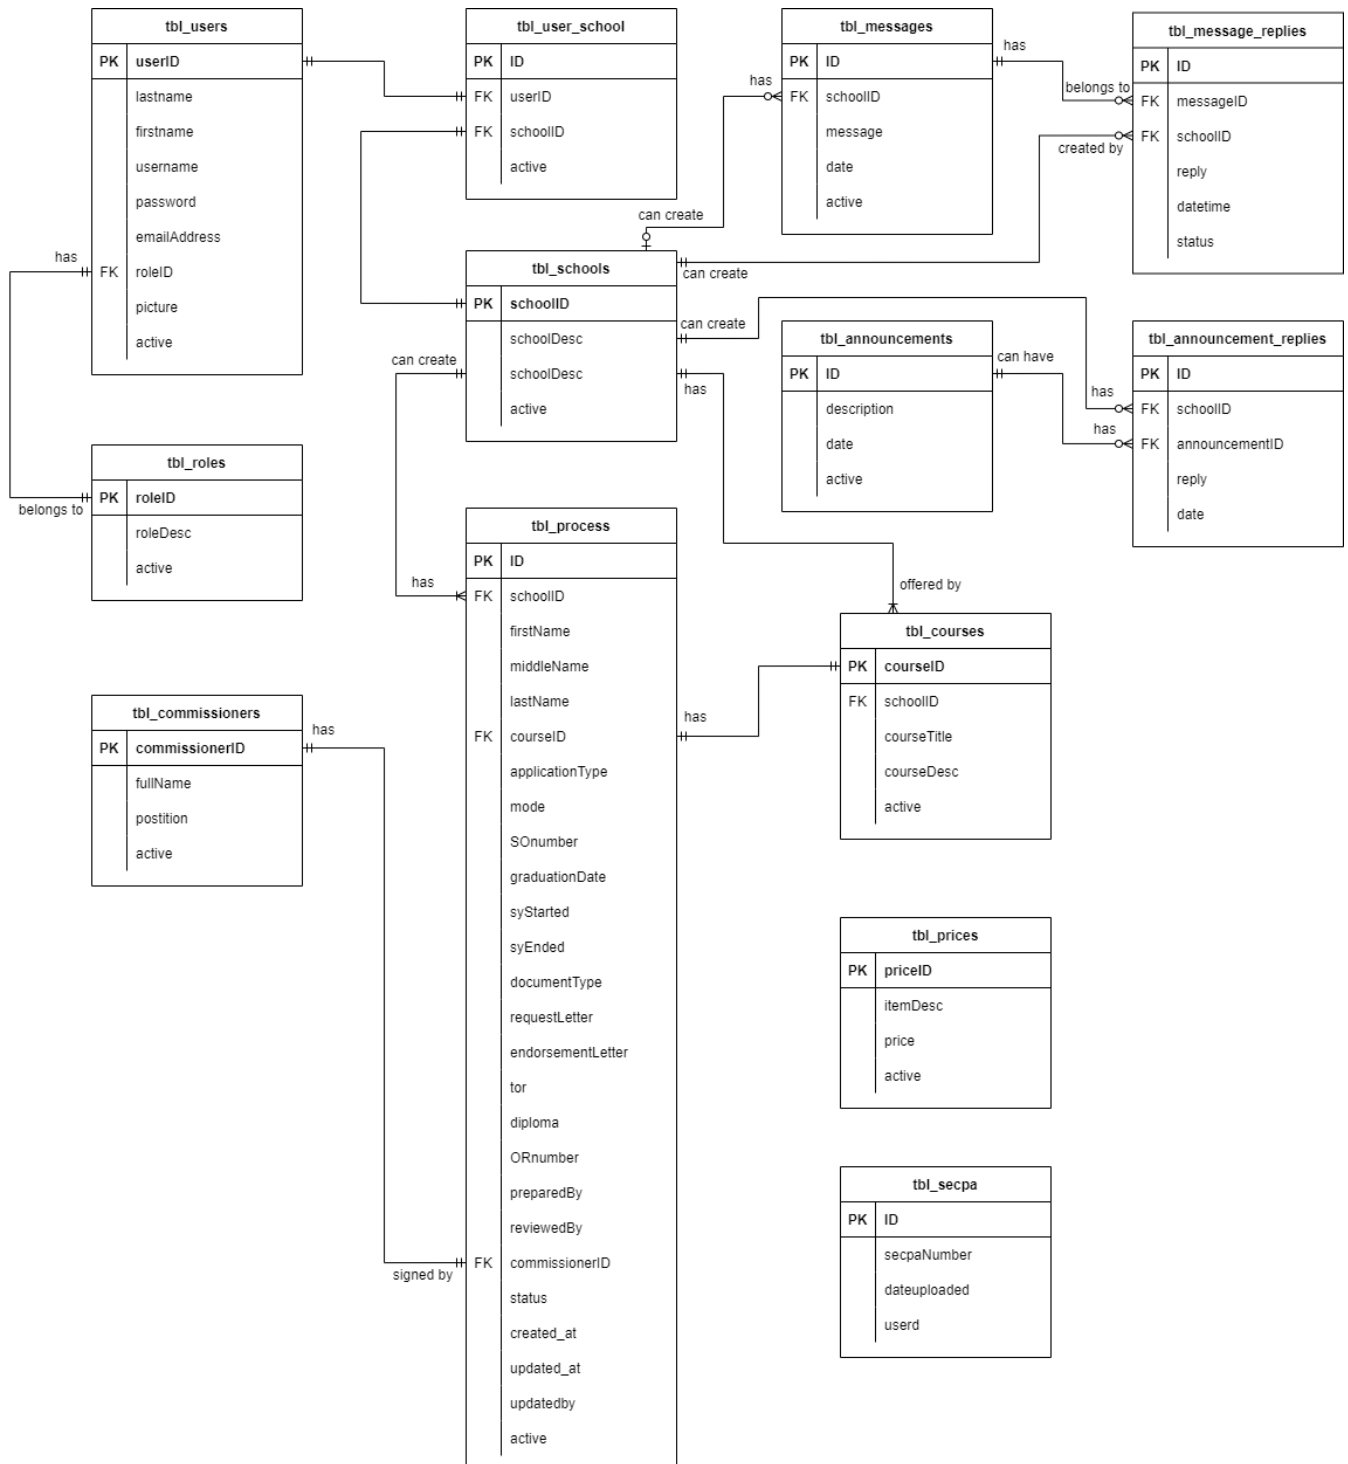 tbl_users
PK userID
lastname
firstname
username
password
emailAddress
FK roleID
picture
active
has
belongs to
tbl_roles
PK roleID
roleDesc
active
tbl_commissioners
PK commissionerID
fullName
postition
active
has
signed by
tbl_user_school
PK ID
FK userID
FK schoolID
active
tbl_schools
PK schoolID
schoolDesc
schoolDesc
active
can create
can create
can create
can create
has
has
tbl_process
PK ID
FK schoolID
firstName
middleName
lastName
FK courseID
applicationType
mode
SOnumber
graduationDate
syStarted
syEnded
documentType
requestLetter
endorsementLetter
tor
diploma
ORnumber
preparedBy
reviewedBy
FK commissionerID
status
created_at
updated_at
updatedby
active
has
has
tbl_messages
PK ID
FK schoolID
message
date
active
has
belongs to
created by
tbl_message_replies
PK ID
FK messageID
FK schoolID
reply
datetime
status
tbl_announcements
PK ID
description
date
active
can have
has
has
tbl_announcement_replies
PK ID
FK schoolID
FK announcementID
reply
date
offered by
tbl_courses
PK courseID
FK schoolID
courseTitle
courseDesc
active
tbl_prices
PK priceID
itemDesc
price
active
tbl_secpa
PK ID
secpaNumber
dateuploaded
userd